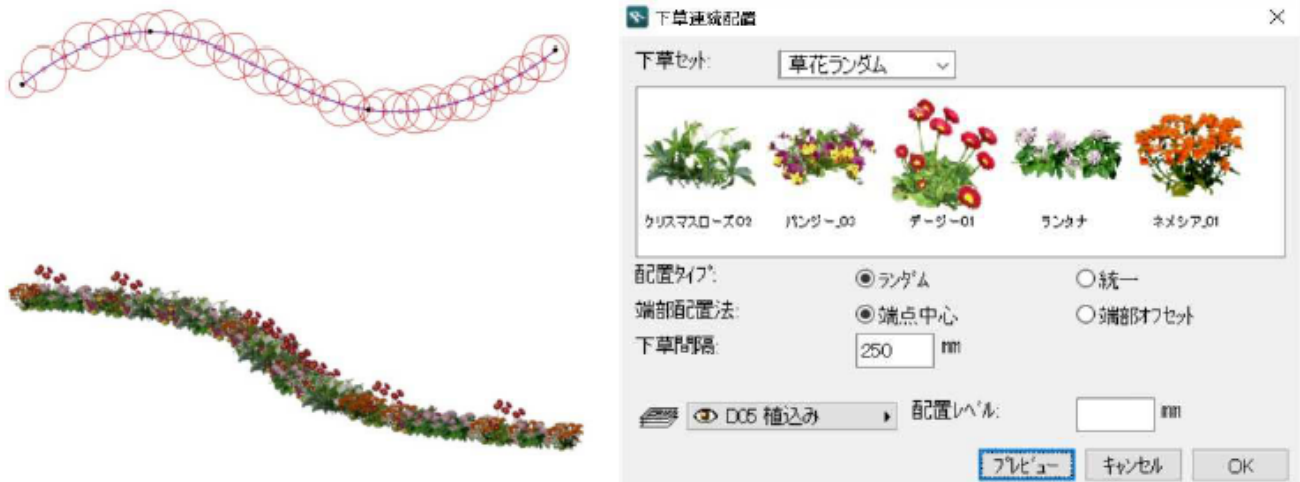 下草連続配置
下草セット: 草花ランダム
クリスマスローズ02 パンジー_03 デージー01 ランタナ ネメシア_01
配置タイプ: ランダム 統一
端部配置法: 端点中心 端部オフセット
下草間隔: 250 mm
D05 植込み 配置レベル: mm
プレビュー キャンセル OK